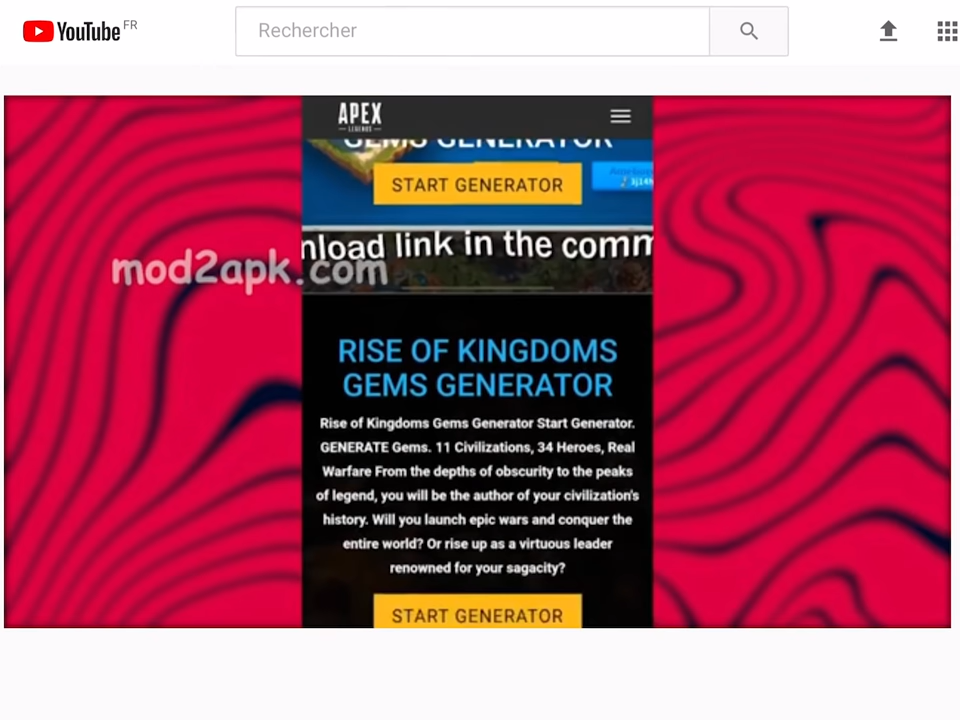 YouTube FR
Rechercher
APEX
LEGENDS
GEMS GENERATOR
START GENERATOR
nload link in the comm
mod2apk.com
RISE OF KINGDOMS
GEMS GENERATOR
Rise of Kingdoms Gems Generator Start Generator.
GENERATE Gems. 11 Civilizations, 34 Heroes, Real
Warfare From the depths of obscurity to the peaks
of legend, you will be the author of your civilization's
history. Will you launch epic wars and conquer the
entire world? Or rise up as a virtuous leader
renowned for your sagacity?
START GENERATOR